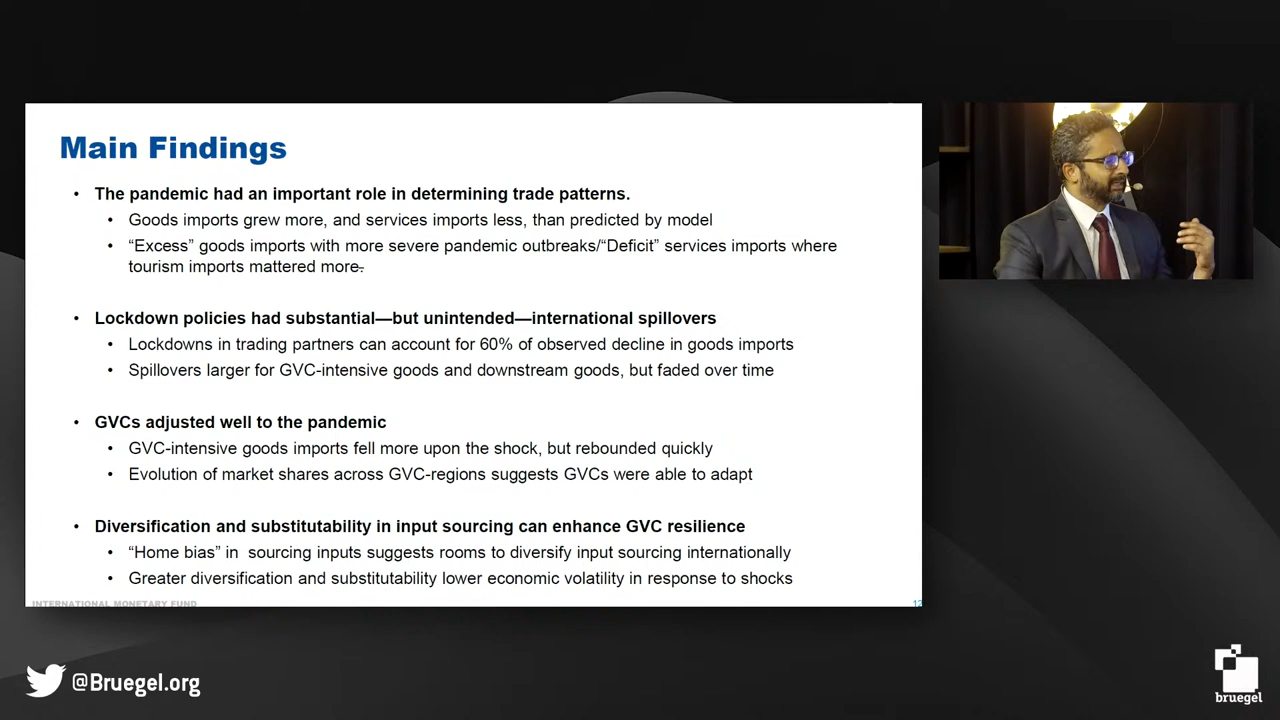 Main Findings
• The pandemic had an important role in determining trade patterns.
• Goods imports grew more, and services imports less, than predicted by model
• “Excess” goods imports with more severe pandemic outbreaks/“Deficit” services imports where
tourism imports mattered more.
• Lockdown policies had substantial—but unintended—international spillovers
• Lockdowns in trading partners can account for 60% of observed decline in goods imports
• Spillovers larger for GVC-intensive goods and downstream goods, but faded over time
• GVCs adjusted well to the pandemic
• GVC-intensive goods imports fell more upon the shock, but rebounded quickly
• Evolution of market shares across GVC-regions suggests GVCs were able to adapt
• Diversification and substitutability in input sourcing can enhance GVC resilience
• “Home bias” in sourcing inputs suggests rooms to diversify input sourcing internationally
• Greater diversification and substitutability lower economic volatility in response to shocks
INTERNATIONAL MONETARY FUND
12
@Bruegel.org
bruegel